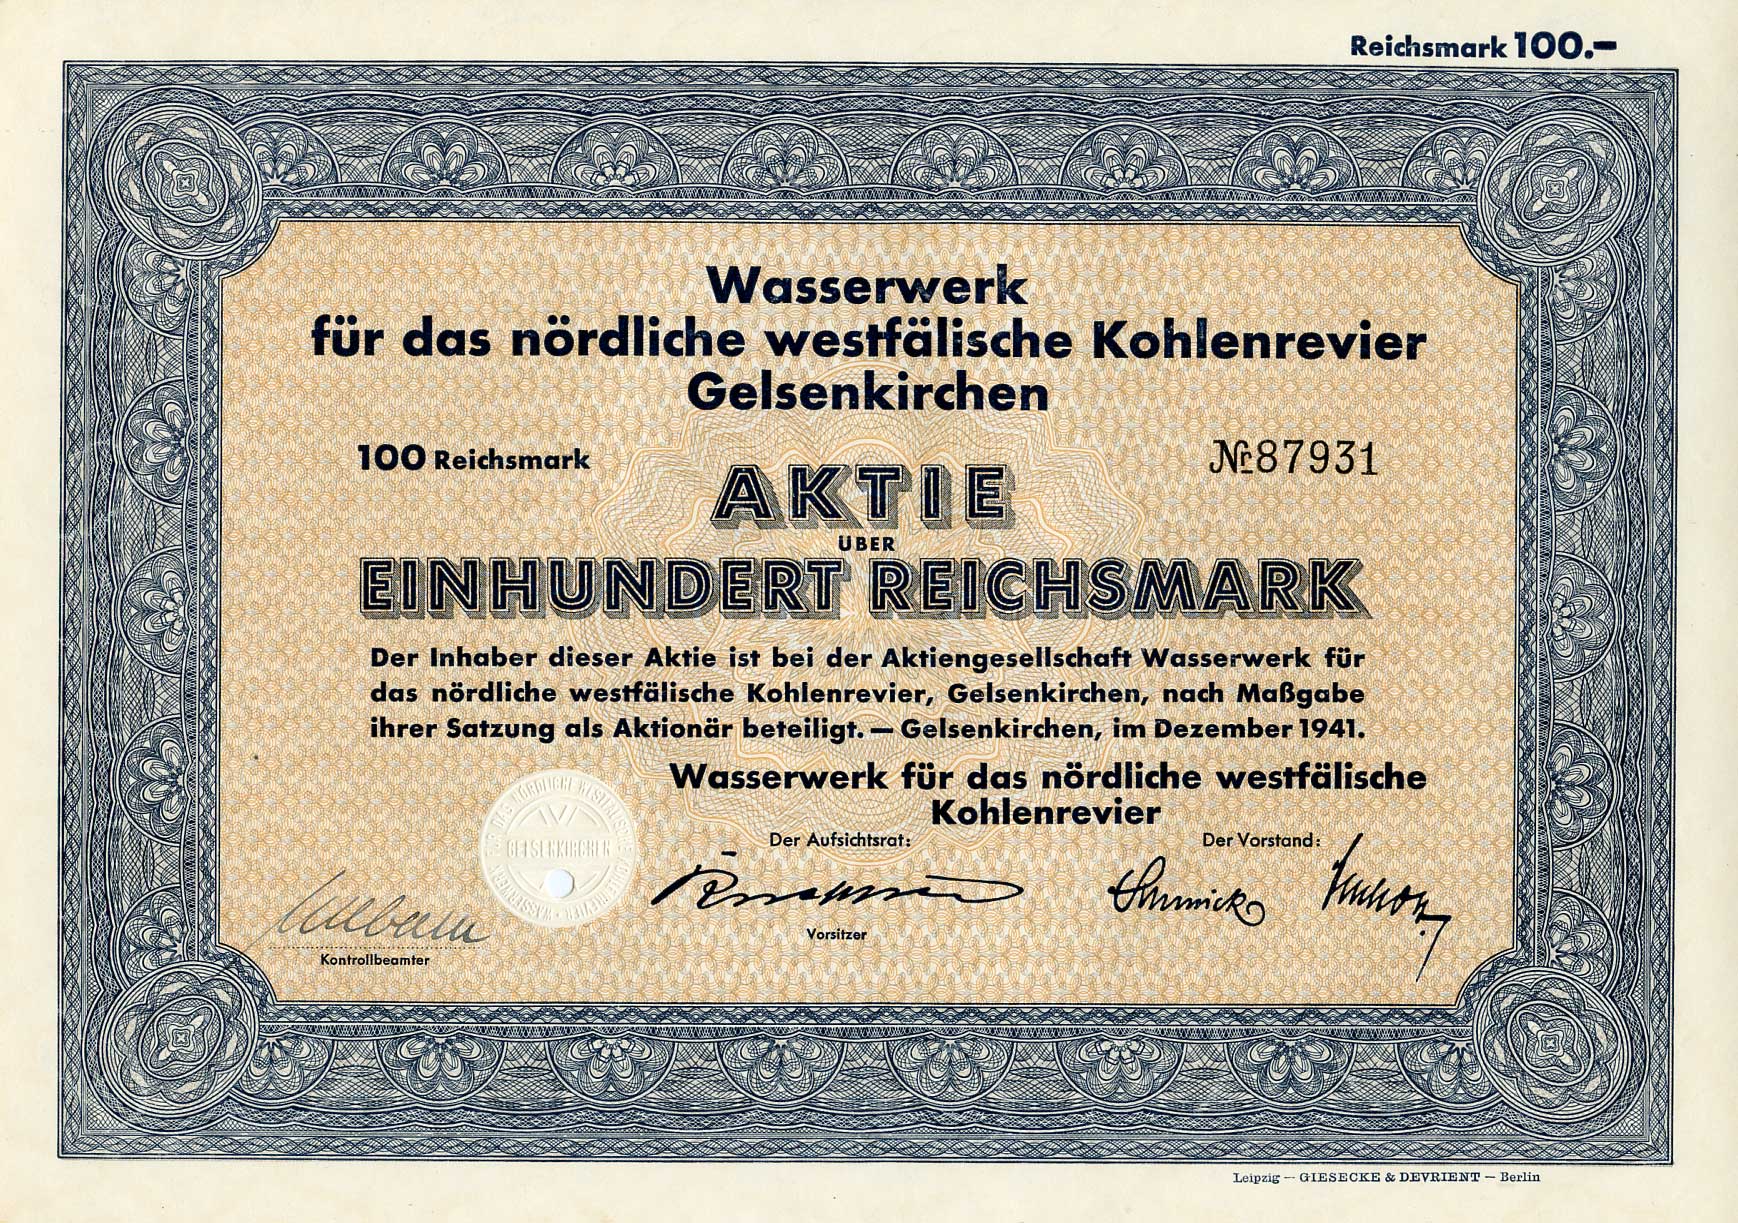 Reichsmark 100.–
Wasserwerk
für das nördliche westfälische Kohlenrevier
Gelsenkirchen
100 Reichsmark
№ 87931
AKTIE
ÜBER
EINHUNDERT REICHSMARK
Der Inhaber dieser Aktie ist bei der Aktiengesellschaft Wasserwerk für
das nördliche westfälische Kohlenrevier, Gelsenkirchen, nach Maßgabe
ihrer Satzung als Aktionär beteiligt. — Gelsenkirchen, im Dezember 1941.
Wasserwerk für das nördliche westfälische
Kohlenrevier
Der Aufsichtsrat:
Der Vorstand:
GELSENKIRCHEN
Vorsitzer
Kontrollbeamter
Leipzig — GIESECKE & DEVRIENT — Berlin